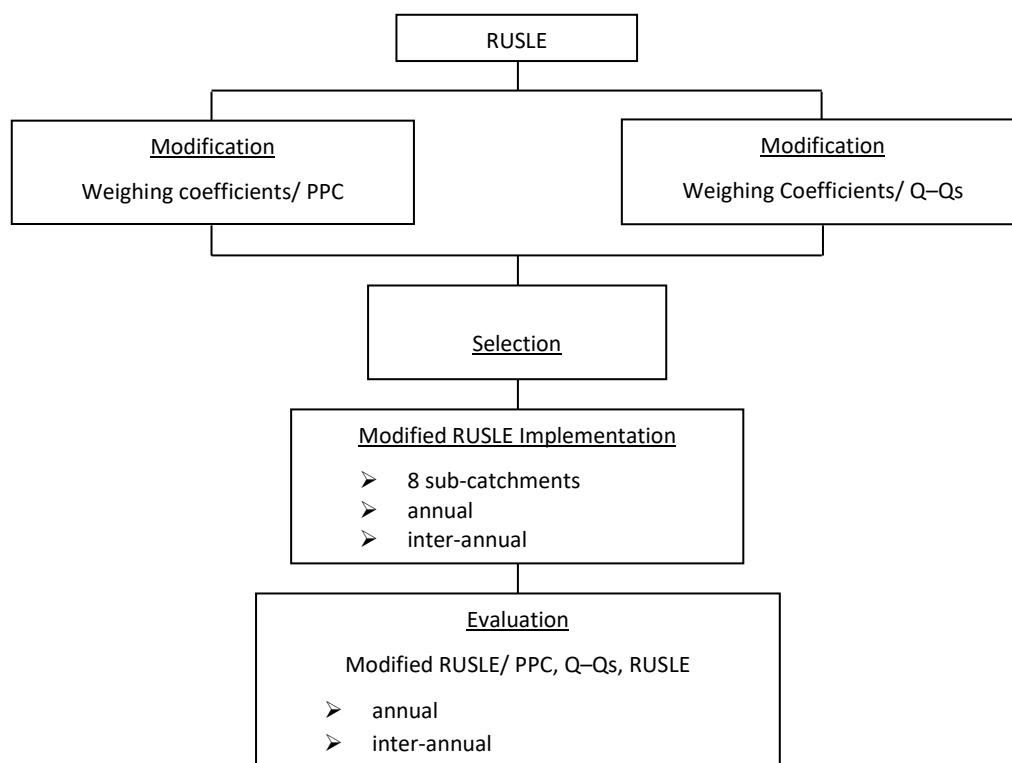 RUSLE
Modification
Weighing coefficients/ PPC
Modification
Weighing Coefficients/ Q–Qs
Selection
Modified RUSLE Implementation
➢ 8 sub-catchments
➢ annual
➢ inter-annual
Evaluation
Modified RUSLE/ PPC, Q–Qs, RUSLE
➢ annual
➢ inter-annual